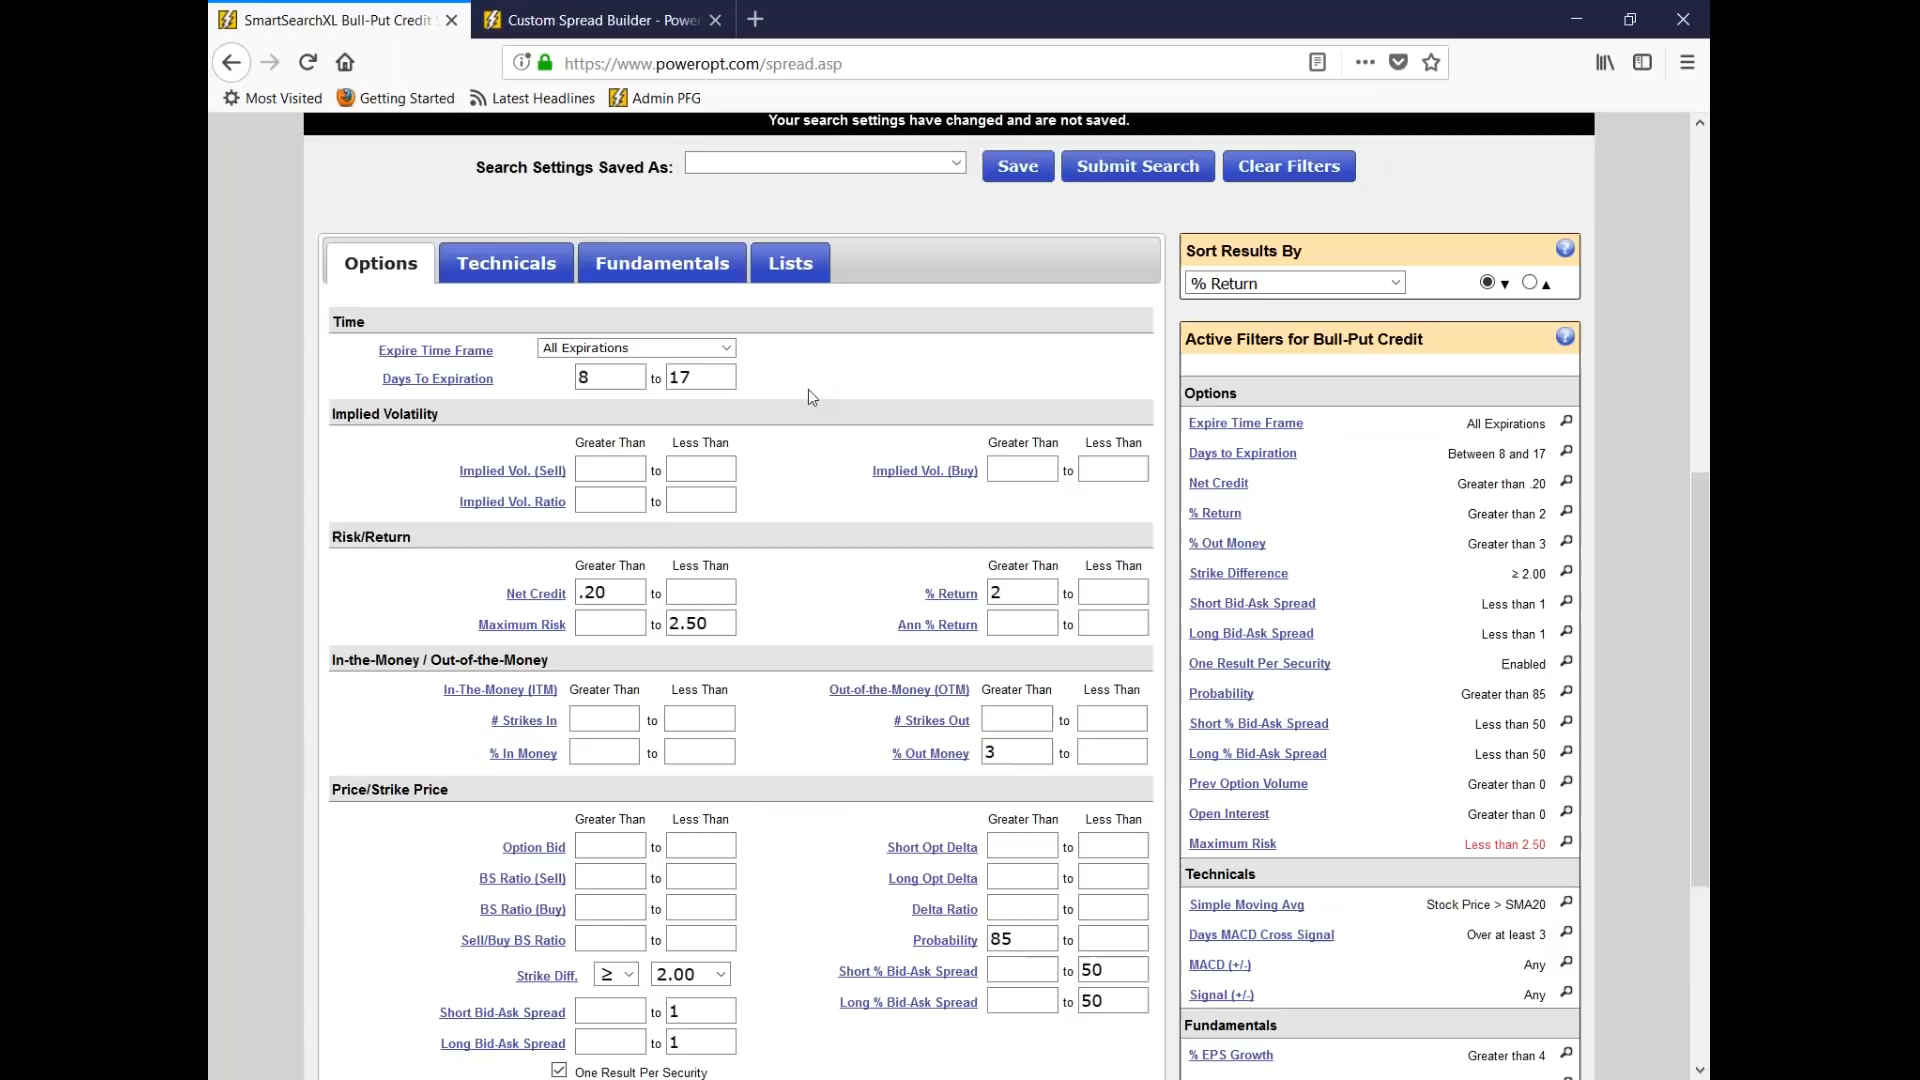 SmartSearchXL Bull-Put Credit
Custom Spread Builder - Powe
https://www.poweropt.com/spread.asp
Most Visited Getting Started Latest Headlines Admin PFG
Your search settings have changed and are not saved.
Search Settings Saved As: Save Submit Search Clear Filters
Options Technicals Fundamentals Lists
Time
Expire Time Frame All Expirations
Days To Expiration 8 to 17
Implied Volatility
Greater Than Less Than Greater Than Less Than
Implied Vol. (Sell) to Implied Vol. (Buy) to
Implied Vol. Ratio to
Risk/Return
Greater Than Less Than Greater Than Less Than
Net Credit .20 to % Return 2 to
Maximum Risk to 2.50 Ann % Return to
In-the-Money / Out-of-the-Money
In-The-Money (ITM) Greater Than Less Than Out-of-the-Money (OTM) Greater Than Less Than
# Strikes In to # Strikes Out to
% In Money to % Out Money 3 to
Price/Strike Price
Greater Than Less Than Greater Than Less Than
Option Bid to Short Opt Delta to
BS Ratio (Sell) to Long Opt Delta to
BS Ratio (Buy) to Delta Ratio to
Sell/Buy BS Ratio to Probability 85 to
Strike Diff. ≥ 2.00 Short % Bid-Ask Spread to 50
Short Bid-Ask Spread to 1 Long % Bid-Ask Spread to 50
Long Bid-Ask Spread to 1
One Result Per Security
Sort Results By
% Return ▼ ▲
Active Filters for Bull-Put Credit
Options
Expire Time Frame All Expirations
Days to Expiration Between 8 and 17
Net Credit Greater than .20
% Return Greater than 2
% Out Money Greater than 3
Strike Difference ≥ 2.00
Short Bid-Ask Spread Less than 1
Long Bid-Ask Spread Less than 1
One Result Per Security Enabled
Probability Greater than 85
Short % Bid-Ask Spread Less than 50
Long % Bid-Ask Spread Less than 50
Prev Option Volume Greater than 0
Open Interest Greater than 0
Maximum Risk Less than 2.50
Technicals
Simple Moving Avg Stock Price > SMA20
Days MACD Cross Signal Over at least 3
MACD (+/-) Any
Signal (+/-) Any
Fundamentals
% EPS Growth Greater than 4